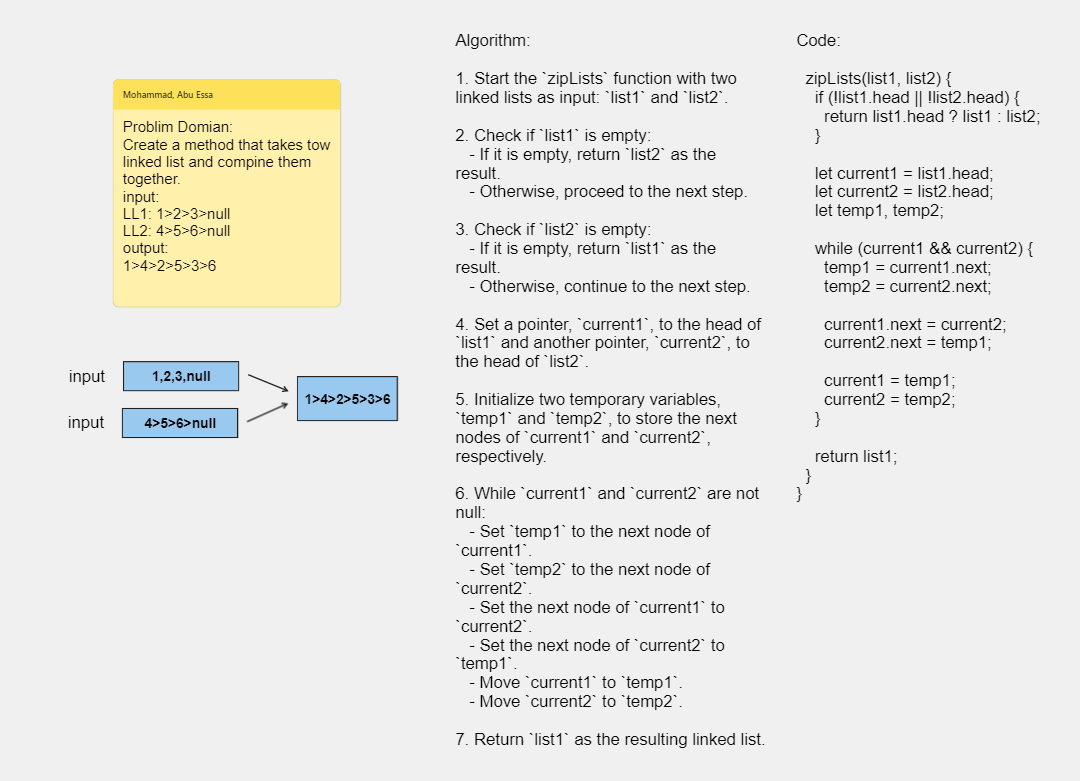 Mohammad, Abu Essa
Problim Domian:
Create a method that takes tow
linked list and compine them
together.
input:
LL1: 1>2>3>null
LL2: 4>5>6>null
output:
1>4>2>5>3>6
input
1,2,3,null
input
4>5>6>null
1>4>2>5>3>6
Algorithm:
1. Start the `zipLists` function with two
linked lists as input: `list1` and `list2`.
2. Check if `list1` is empty:
- If it is empty, return `list2` as the
result.
- Otherwise, proceed to the next step.
3. Check if `list2` is empty:
- If it is empty, return `list1` as the
result.
- Otherwise, continue to the next step.
4. Set a pointer, `current1`, to the head of
`list1` and another pointer, `current2`, to
the head of `list2`.
5. Initialize two temporary variables,
`temp1` and `temp2`, to store the next
nodes of `current1` and `current2`,
respectively.
6. While `current1` and `current2` are not
null:
- Set `temp1` to the next node of
`current1`.
- Set `temp2` to the next node of
`current2`.
- Set the next node of `current1` to
`current2`.
- Set the next node of `current2` to
`temp1`.
- Move `current1` to `temp1`.
- Move `current2` to `temp2`.
7. Return `list1` as the resulting linked list.
Code:
zipLists(list1, list2) {
if (!list1.head || !list2.head) {
return list1.head ? list1 : list2;
}
let current1 = list1.head;
let current2 = list2.head;
let temp1, temp2;
while (current1 && current2) {
temp1 = current1.next;
temp2 = current2.next;
current1.next = current2;
current2.next = temp1;
current1 = temp1;
current2 = temp2;
}
return list1;
}
}